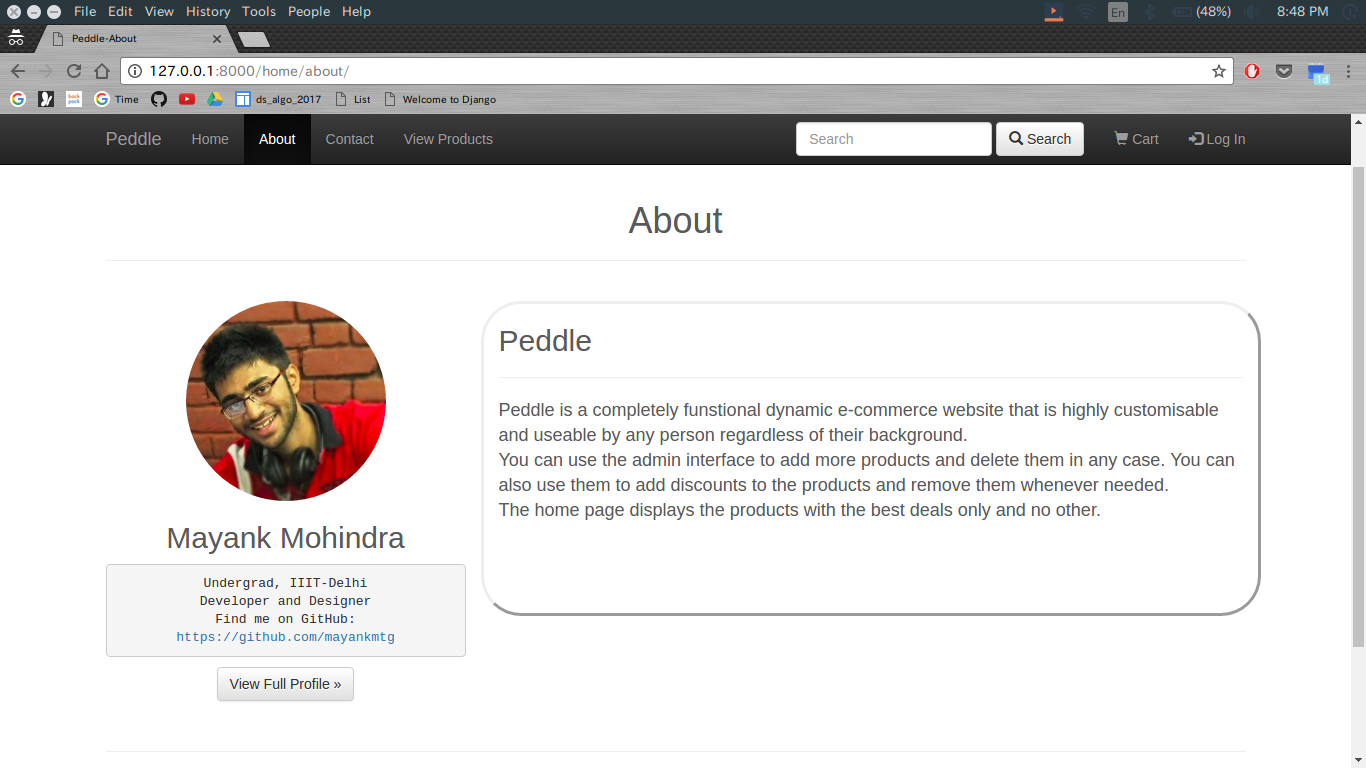 File Edit View History Tools People Help
En (48%) 8:48 PM
Peddle-About
127.0.0.1:8000/home/about/
1d
Time ds_algo_2017 List Welcome to Django
Peddle Home About Contact View Products Search Search Cart Log In
About
Peddle
Peddle is a completely funstional dynamic e-commerce website that is highly customisable
and useable by any person regardless of their background.
You can use the admin interface to add more products and delete them in any case. You can
also use them to add discounts to the products and remove them whenever needed.
The home page displays the products with the best deals only and no other.
Mayank Mohindra
Undergrad, IIIT-Delhi
Developer and Designer
Find me on GitHub:
https://github.com/mayankmtg
View Full Profile »